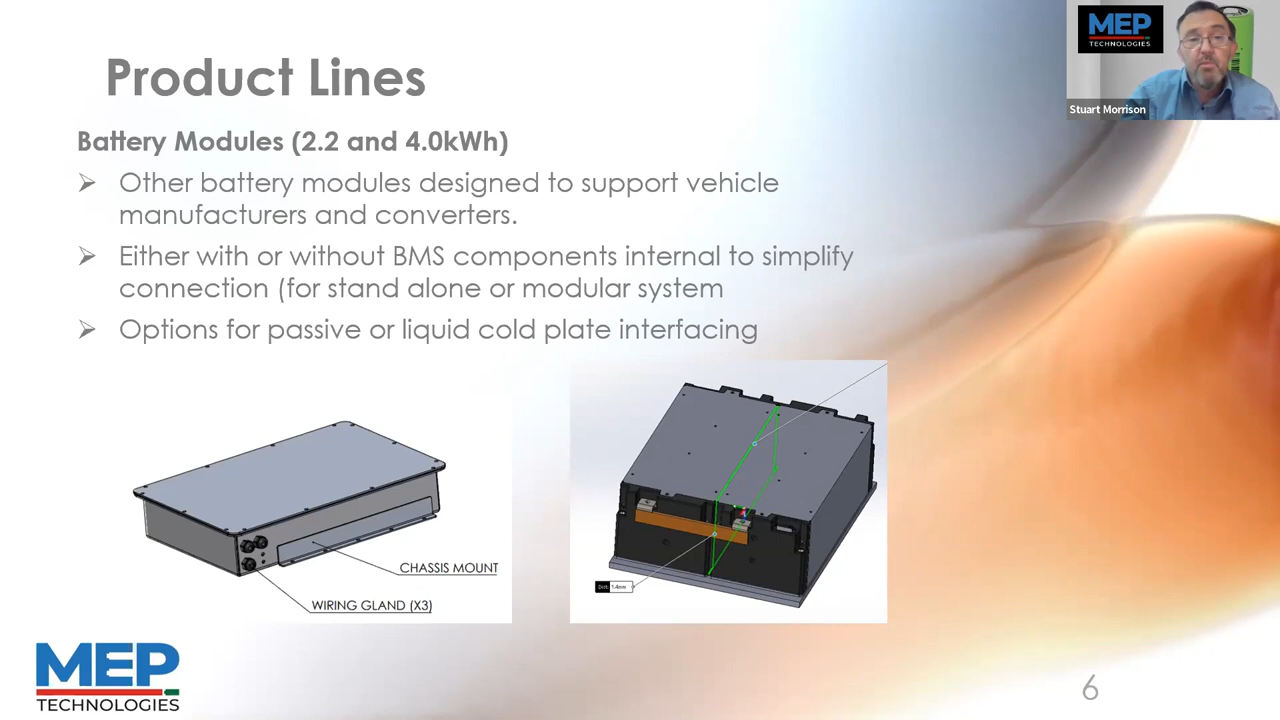 MEP
TECHNOLOGIES
Stuart Morrison
Product Lines
Battery Modules (2.2 and 4.0kWh)
Other battery modules designed to support vehicle
manufacturers and converters.
Either with or without BMS components internal to simplify
connection (for stand alone or modular system
Options for passive or liquid cold plate interfacing
CHASSIS MOUNT
WIRING GLAND (X3)
MEP
TECHNOLOGIES
6